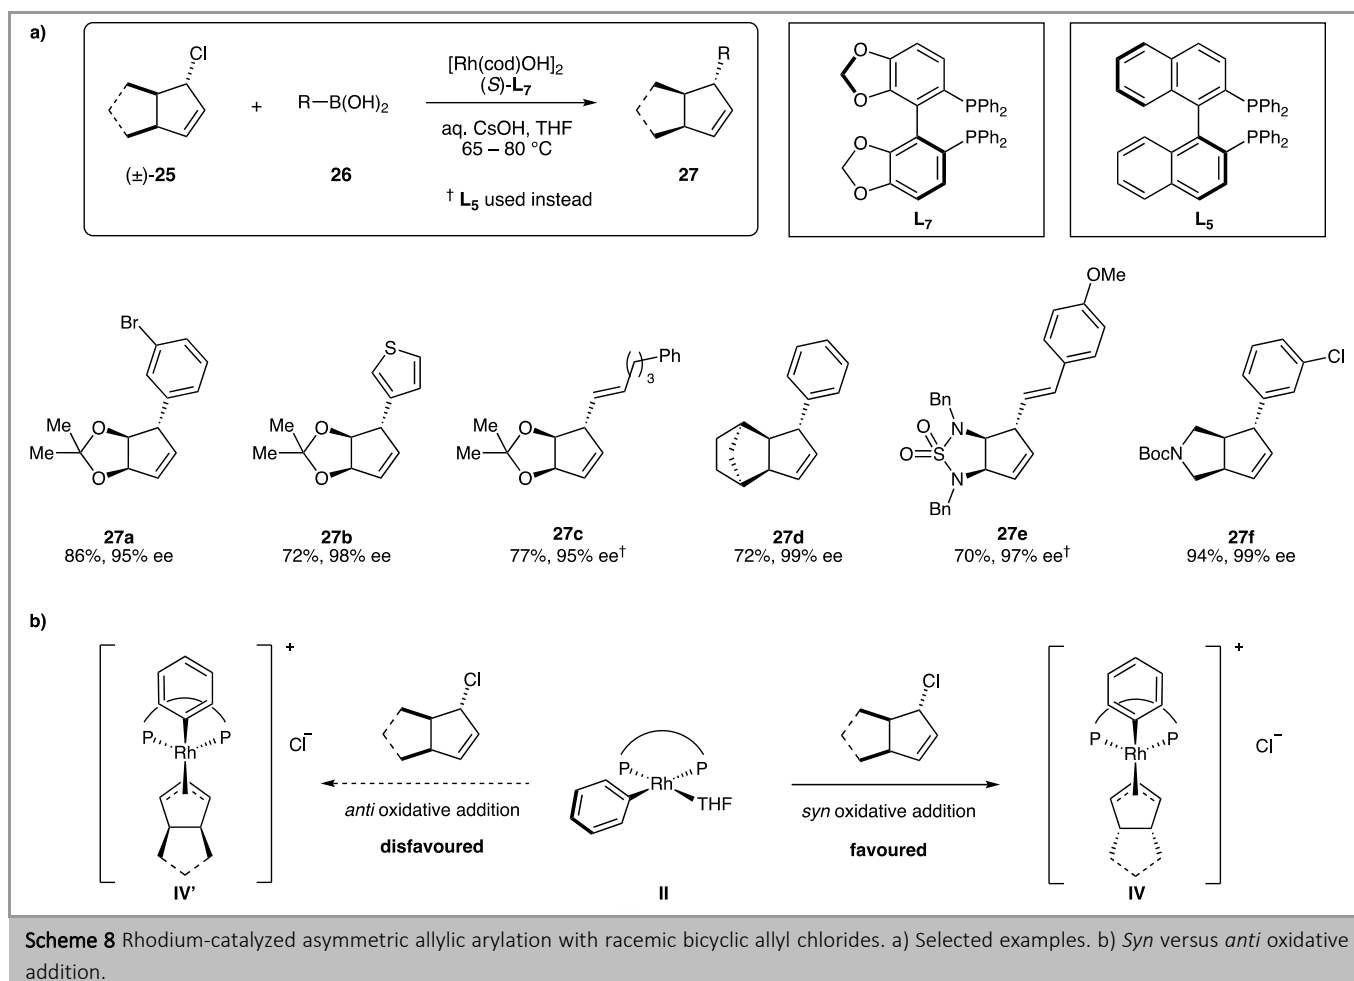 a)
Cl
(±)-25
+
R–B(OH)₂
26
[Rh(cod)OH]₂
(S)-L₇
aq. CsOH, THF
65 – 80 °C
† L₅ used instead
R
27
O
O
O
O
PPh₂
PPh₂
L₇
PPh₂
PPh₂
L₅
Br
Me
Me
O
O
27a
86%, 95% ee
S
Me
Me
O
O
27b
72%, 98% ee
Ph
3
Me
Me
O
O
27c
77%, 95% ee†
27d
72%, 99% ee
OMe
Bn
N
O
O
S
N
Bn
27e
70%, 97% ee†
Cl
BocN
27f
94%, 99% ee
b)
+
P
P
Rh
Cl⁻
IV'
Cl
anti oxidative addition
disfavoured
P
P
Rh
THF
II
Cl
syn oxidative addition
favoured
+
P
P
Rh
Cl⁻
IV
Scheme 8 Rhodium-catalyzed asymmetric allylic arylation with racemic bicyclic allyl chlorides. a) Selected examples. b) Syn versus anti oxidative
addition.